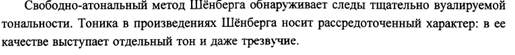 Свободно-атональный метод Шёнберга обнаруживает следы тщательно вуалируемой
тональности. Тоника в произведениях Шёнберга носит рассредоточенный характер: в ее
качестве выступает отдельный тон и даже трезвучие.